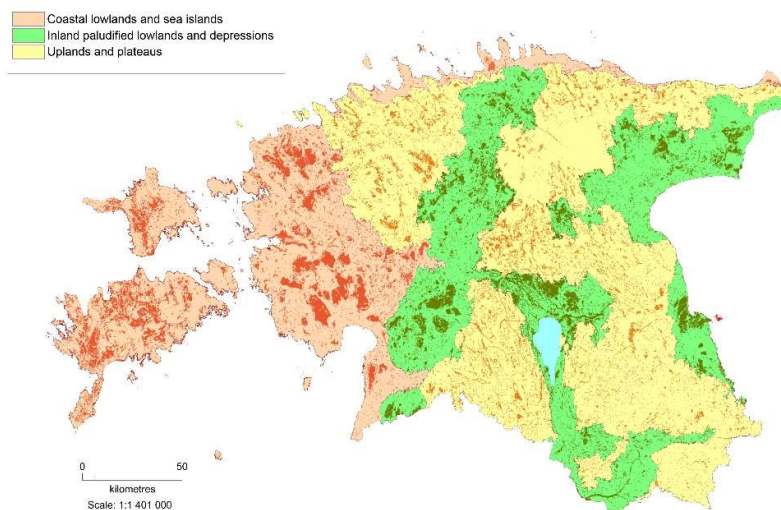 Coastal lowlands and sea islands
Inland paludified lowlands and depressions
Uplands and plateaus
0 50
kilometres
Scale: 1:1 401 000